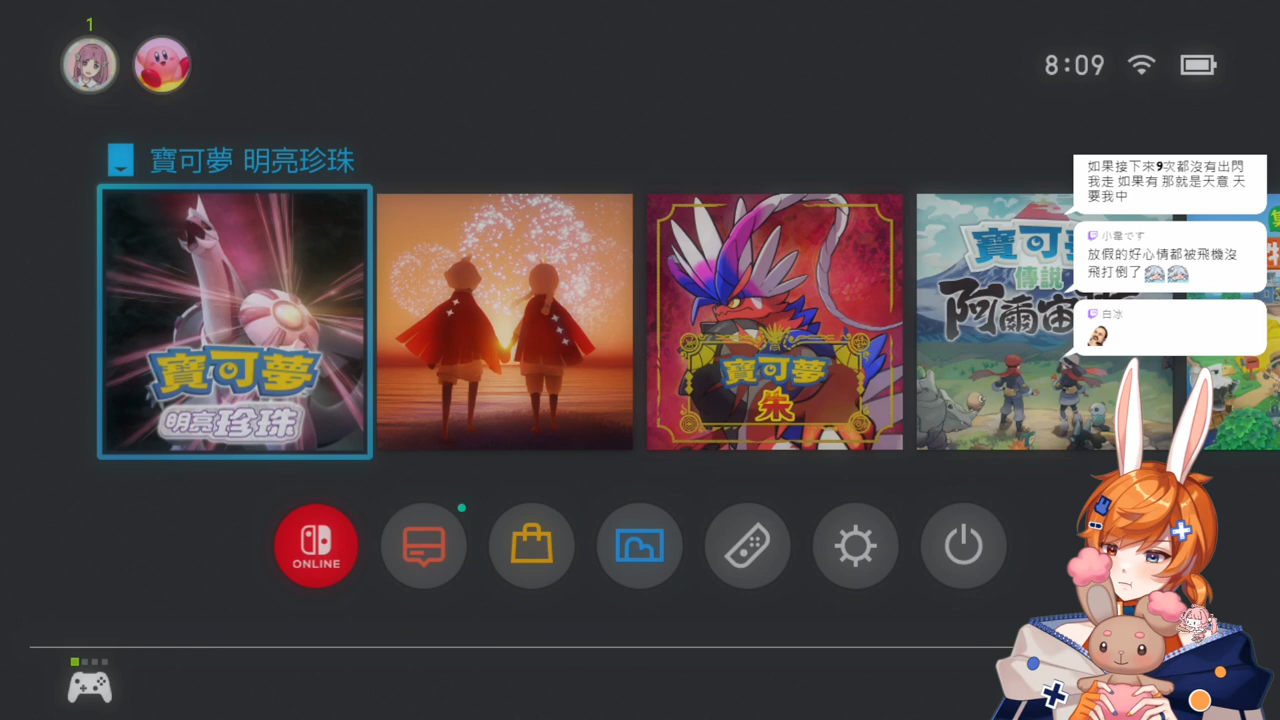 1
8:09
寶可夢 明亮珍珠
寶可夢
明亮珍珠
寶可夢
朱
寶可
傳說
阿爾宙
如果接下來9次都沒有出閃
我走 如果有 那就是天意 天
要我中
小韋です
放假的好心情都被飛機沒
飛打倒了
白冰
ONLINE